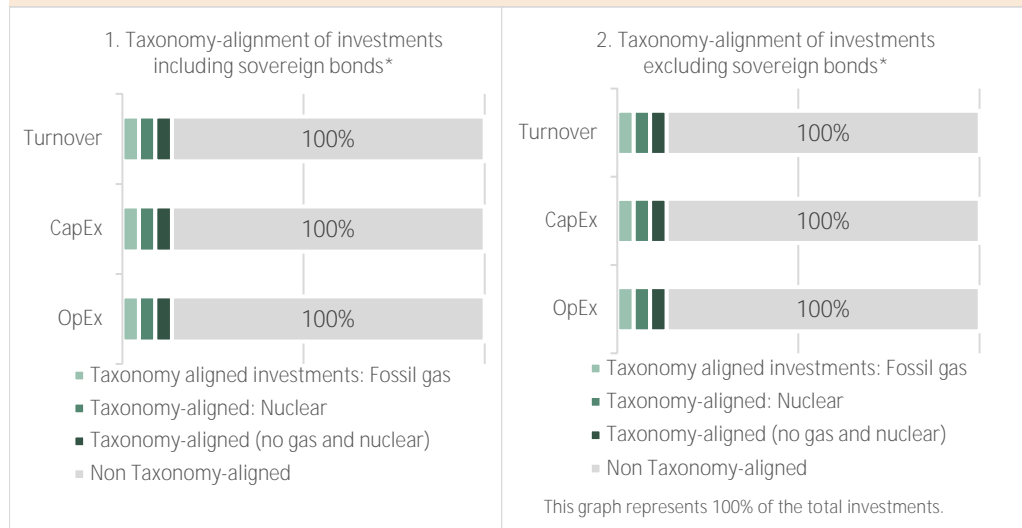 1. Taxonomy-alignment of investments
including sovereign bonds*
Turnover
100%
CapEx
100%
OpEx
100%
Taxonomy aligned investments: Fossil gas
Taxonomy-aligned: Nuclear
Taxonomy-aligned (no gas and nuclear)
Non Taxonomy-aligned
2. Taxonomy-alignment of investments
excluding sovereign bonds*
Turnover
100%
CapEx
100%
OpEx
100%
Taxonomy aligned investments: Fossil gas
Taxonomy-aligned: Nuclear
Taxonomy-aligned (no gas and nuclear)
Non Taxonomy-aligned
This graph represents 100% of the total investments.